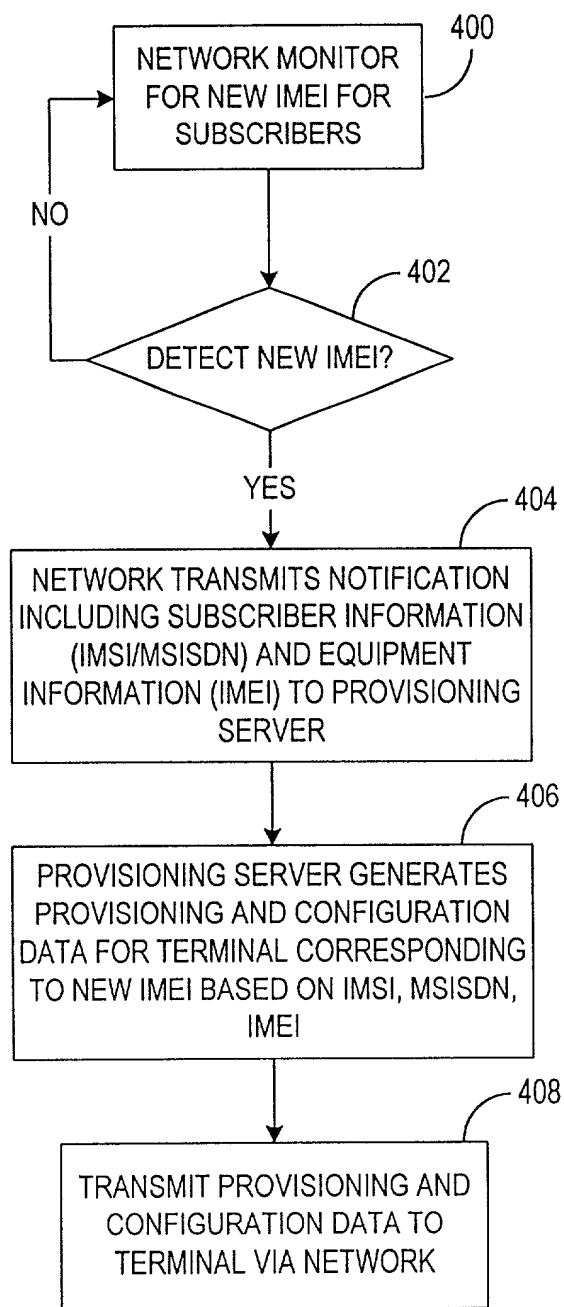 400
NETWORK MONITOR
FOR NEW IMEI FOR
SUBSCRIBERS
NO
402
DETECT NEW IMEI?
YES
404
NETWORK TRANSMITS NOTIFICATION
INCLUDING SUBSCRIBER INFORMATION
(IMSI/MSISDN) AND EQUIPMENT
INFORMATION (IMEI) TO PROVISIONING
SERVER
406
PROVISIONING SERVER GENERATES
PROVISIONING AND CONFIGURATION
DATA FOR TERMINAL CORRESPONDING
TO NEW IMEI BASED ON IMSI, MSISDN,
IMEI
408
TRANSMIT PROVISIONING AND
CONFIGURATION DATA TO
TERMINAL VIA NETWORK